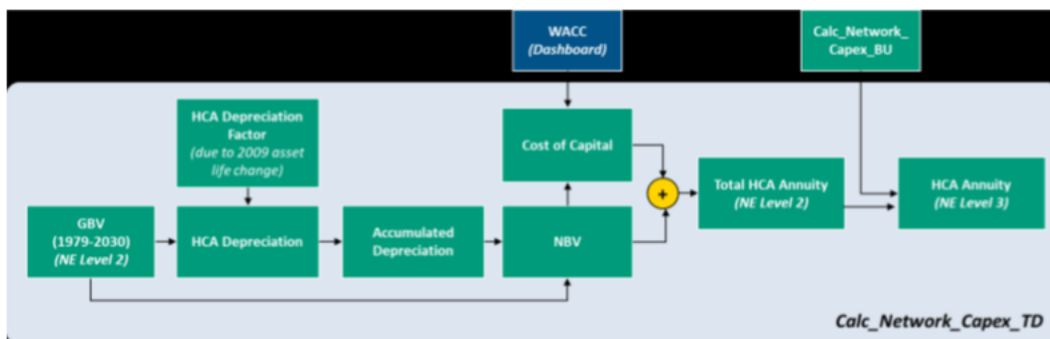 WACC
(Dashboard)
Calc_Network_
Capex_BU
HCA Depreciation
Factor
(due to 2009 asset
life change)
Cost of Capital
+
Total HCA Annuity
(NE Level 2)
HCA Annuity
(NE Level 3)
GBV
(1979-2030)
(NE Level 2)
HCA Depreciation
Accumulated
Depreciation
NBV
Calc_Network_Capex_TD